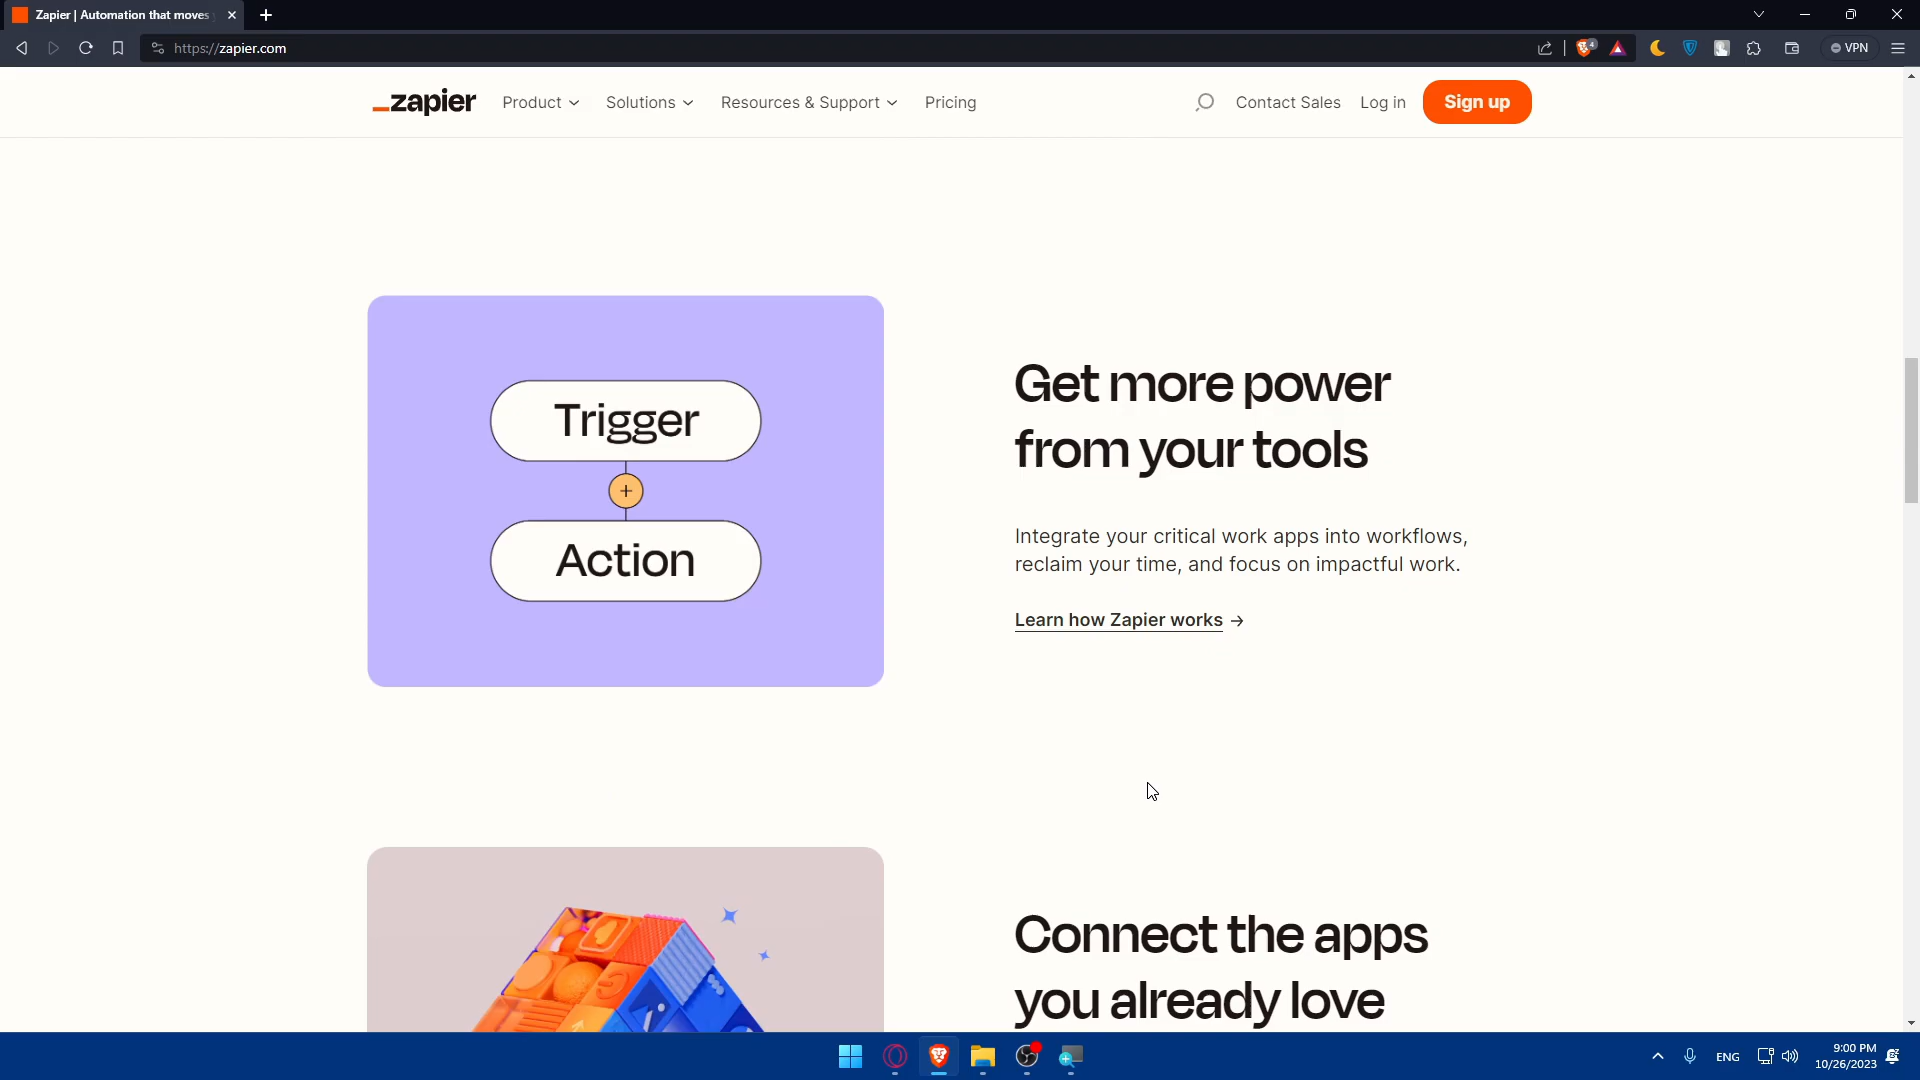 Zapier | Automation that moves
https://zapier.com
VPN
zapier
Product
Solutions
Resources & Support
Pricing
Contact Sales
Log in
Sign up
Trigger
+
Action
Get more power
from your tools
Integrate your critical work apps into workflows,
reclaim your time, and focus on impactful work.
Learn how Zapier works →
Connect the apps
you already love
ENG
9:00 PM
10/26/2023